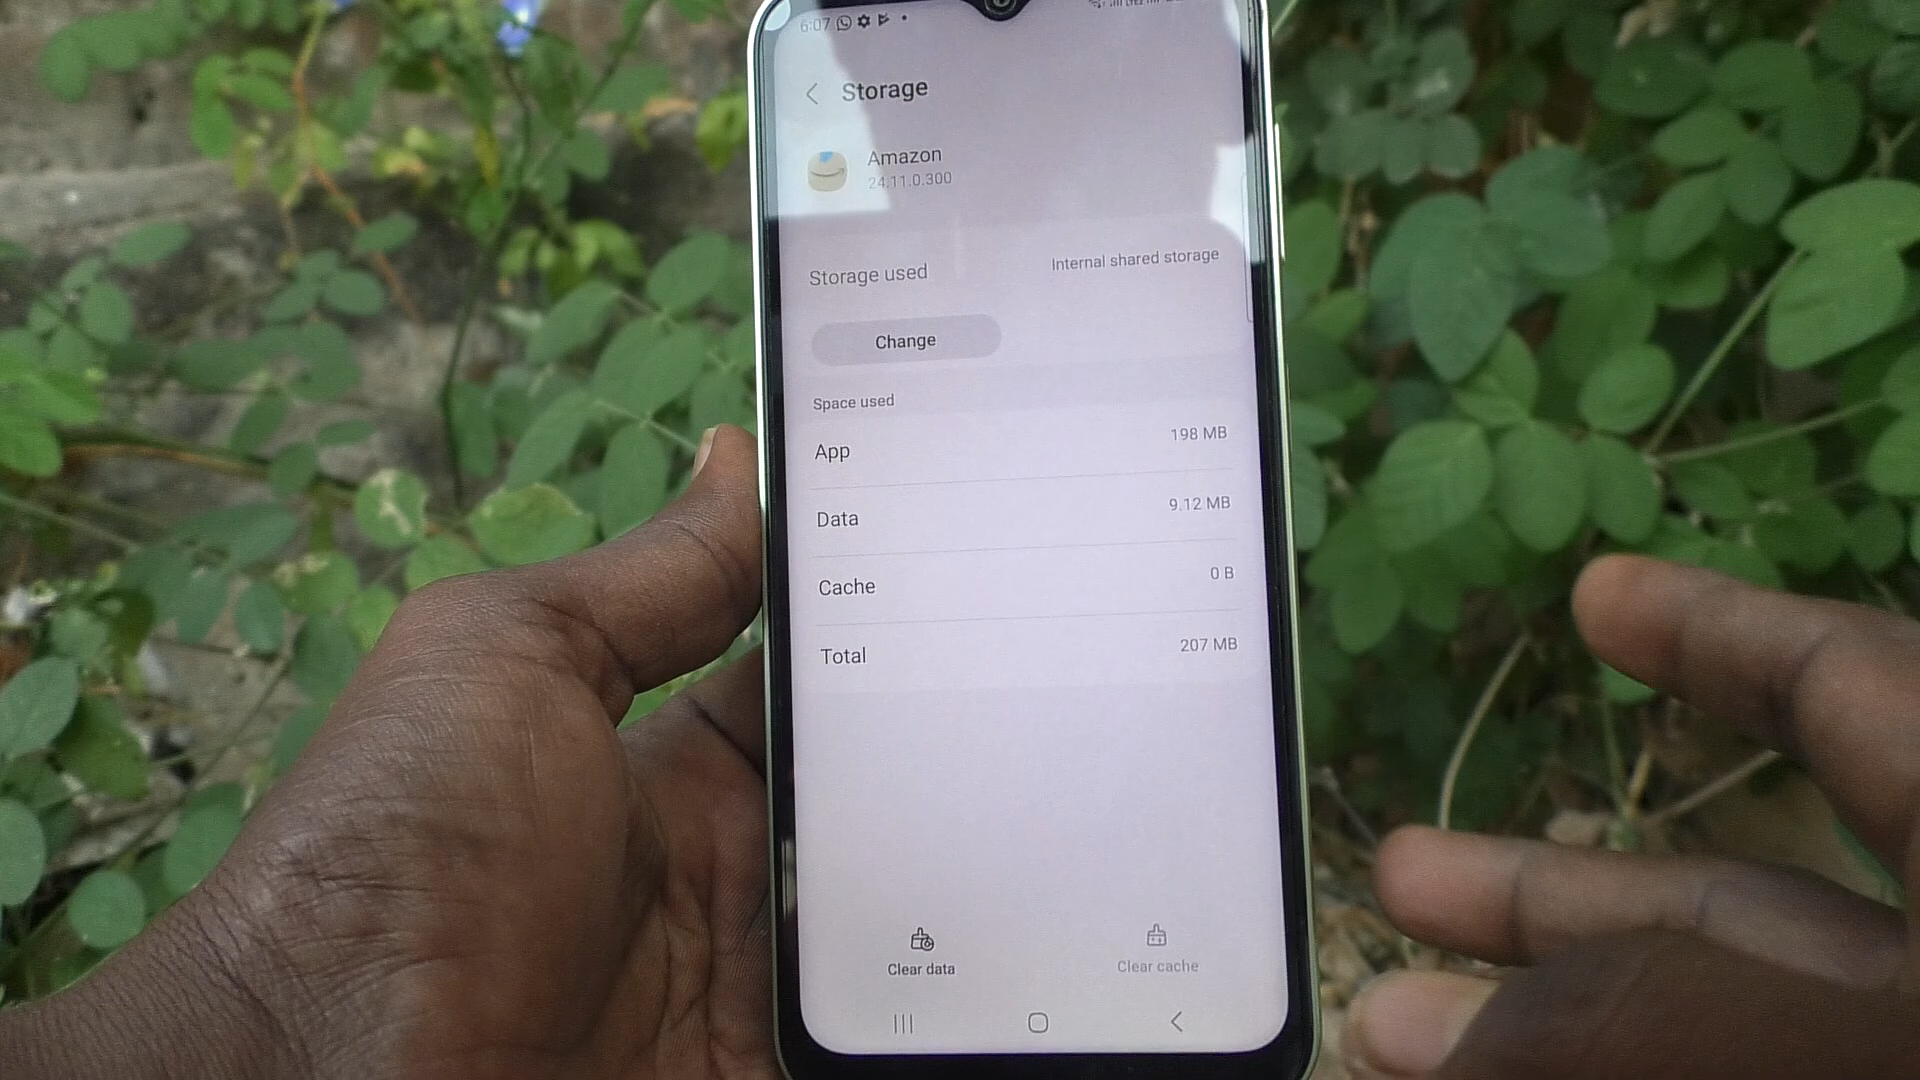 6:07
Storage
Amazon
24.11.0.300
Storage used
Internal shared storage
Change
Space used
App
198 MB
Data
9.12 MB
Cache
0 B
Total
207 MB
Clear data
Clear cache